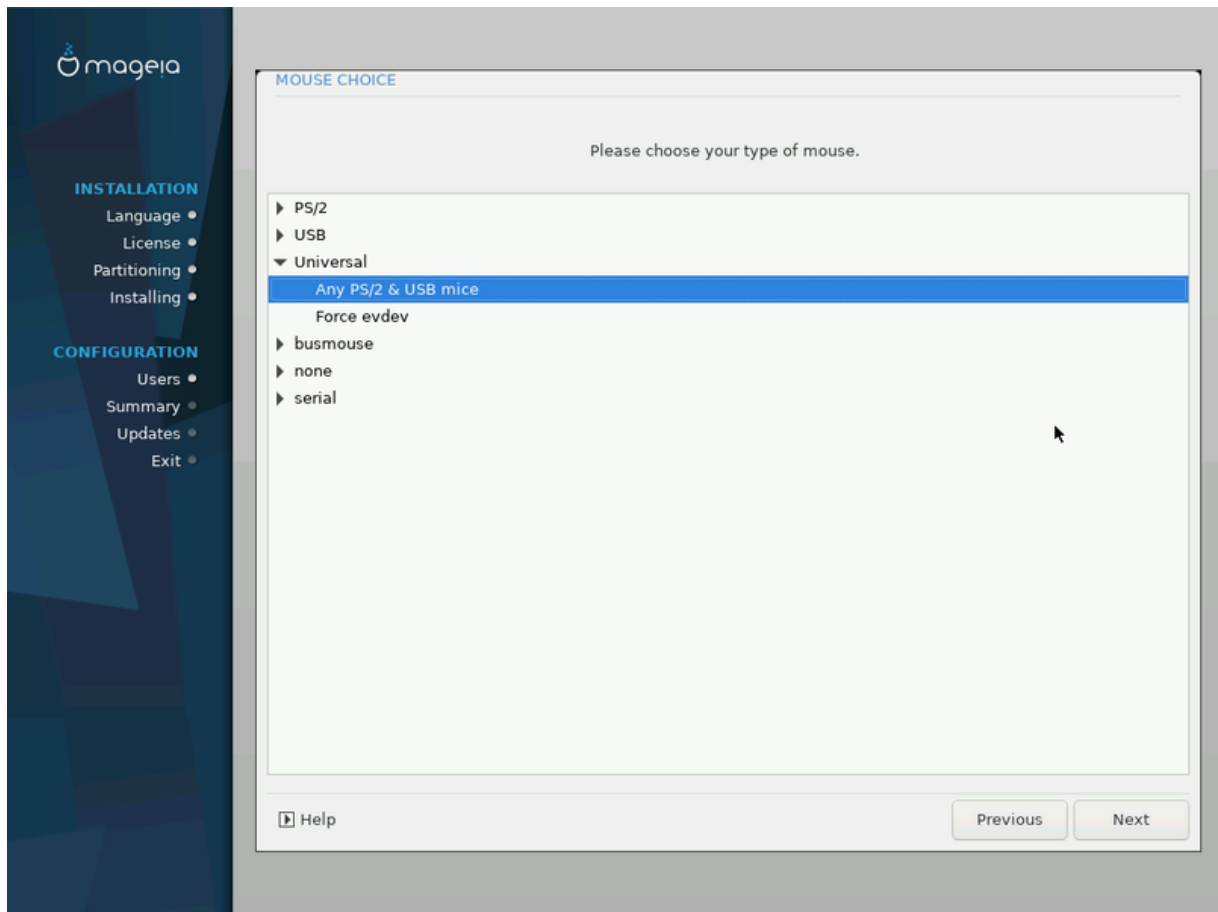 mageia
INSTALLATION
Language
License
Partitioning
Installing
CONFIGURATION
Users
Summary
Updates
Exit
MOUSE CHOICE
Please choose your type of mouse.
PS/2
USB
Universal
Any PS/2 & USB mice
Force evdev
busmouse
none
serial
Help
Previous
Next